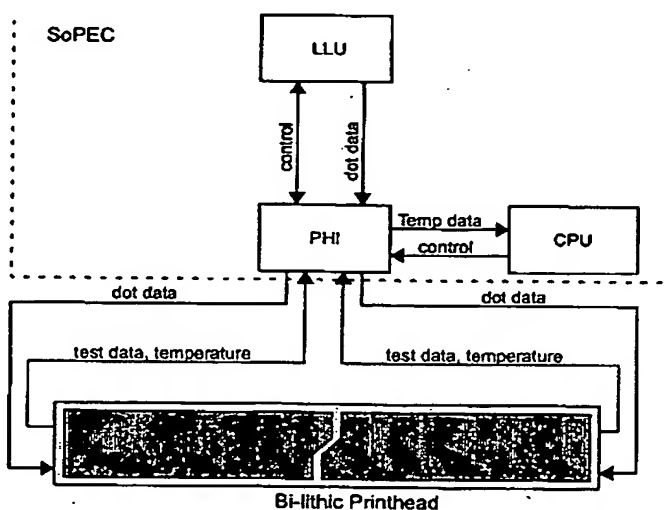 SoPEC
LLU
control
dot data
PHI
Temp data
control
CPU
dot data
dot data
test data, temperature
test data, temperature
Bi-lithic Printhead